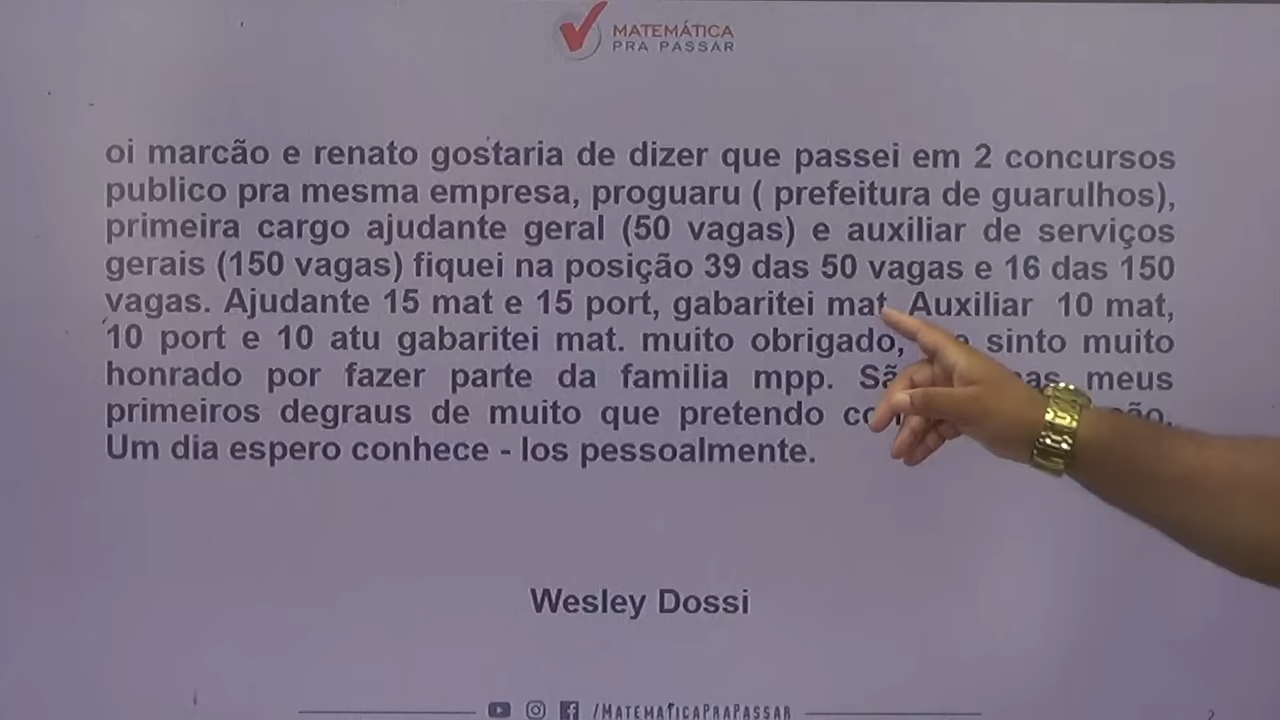 MATEMÁTICA
PRA PASSAR
oi marcão e renato gostaria de dizer que passei em 2 concursos
publico pra mesma empresa, proguaru ( prefeitura de guarulhos),
primeira cargo ajudante geral (50 vagas) e auxiliar de serviços
gerais (150 vagas) fiquei na posição 39 das 50 vagas e 16 das 150
vagas. Ajudante 15 mat e 15 port, gabaritei mat. Auxiliar 10 mat,
10 port e 10 atu gabaritei mat. muito obrigado, sinto muito
honrado por fazer parte da familia mpp. meus
primeiros degraus de muito que pretendo
Um dia espero conhece - los pessoalmente.
Wesley Dossi
/MATEMATICAPRAPASSAR
2